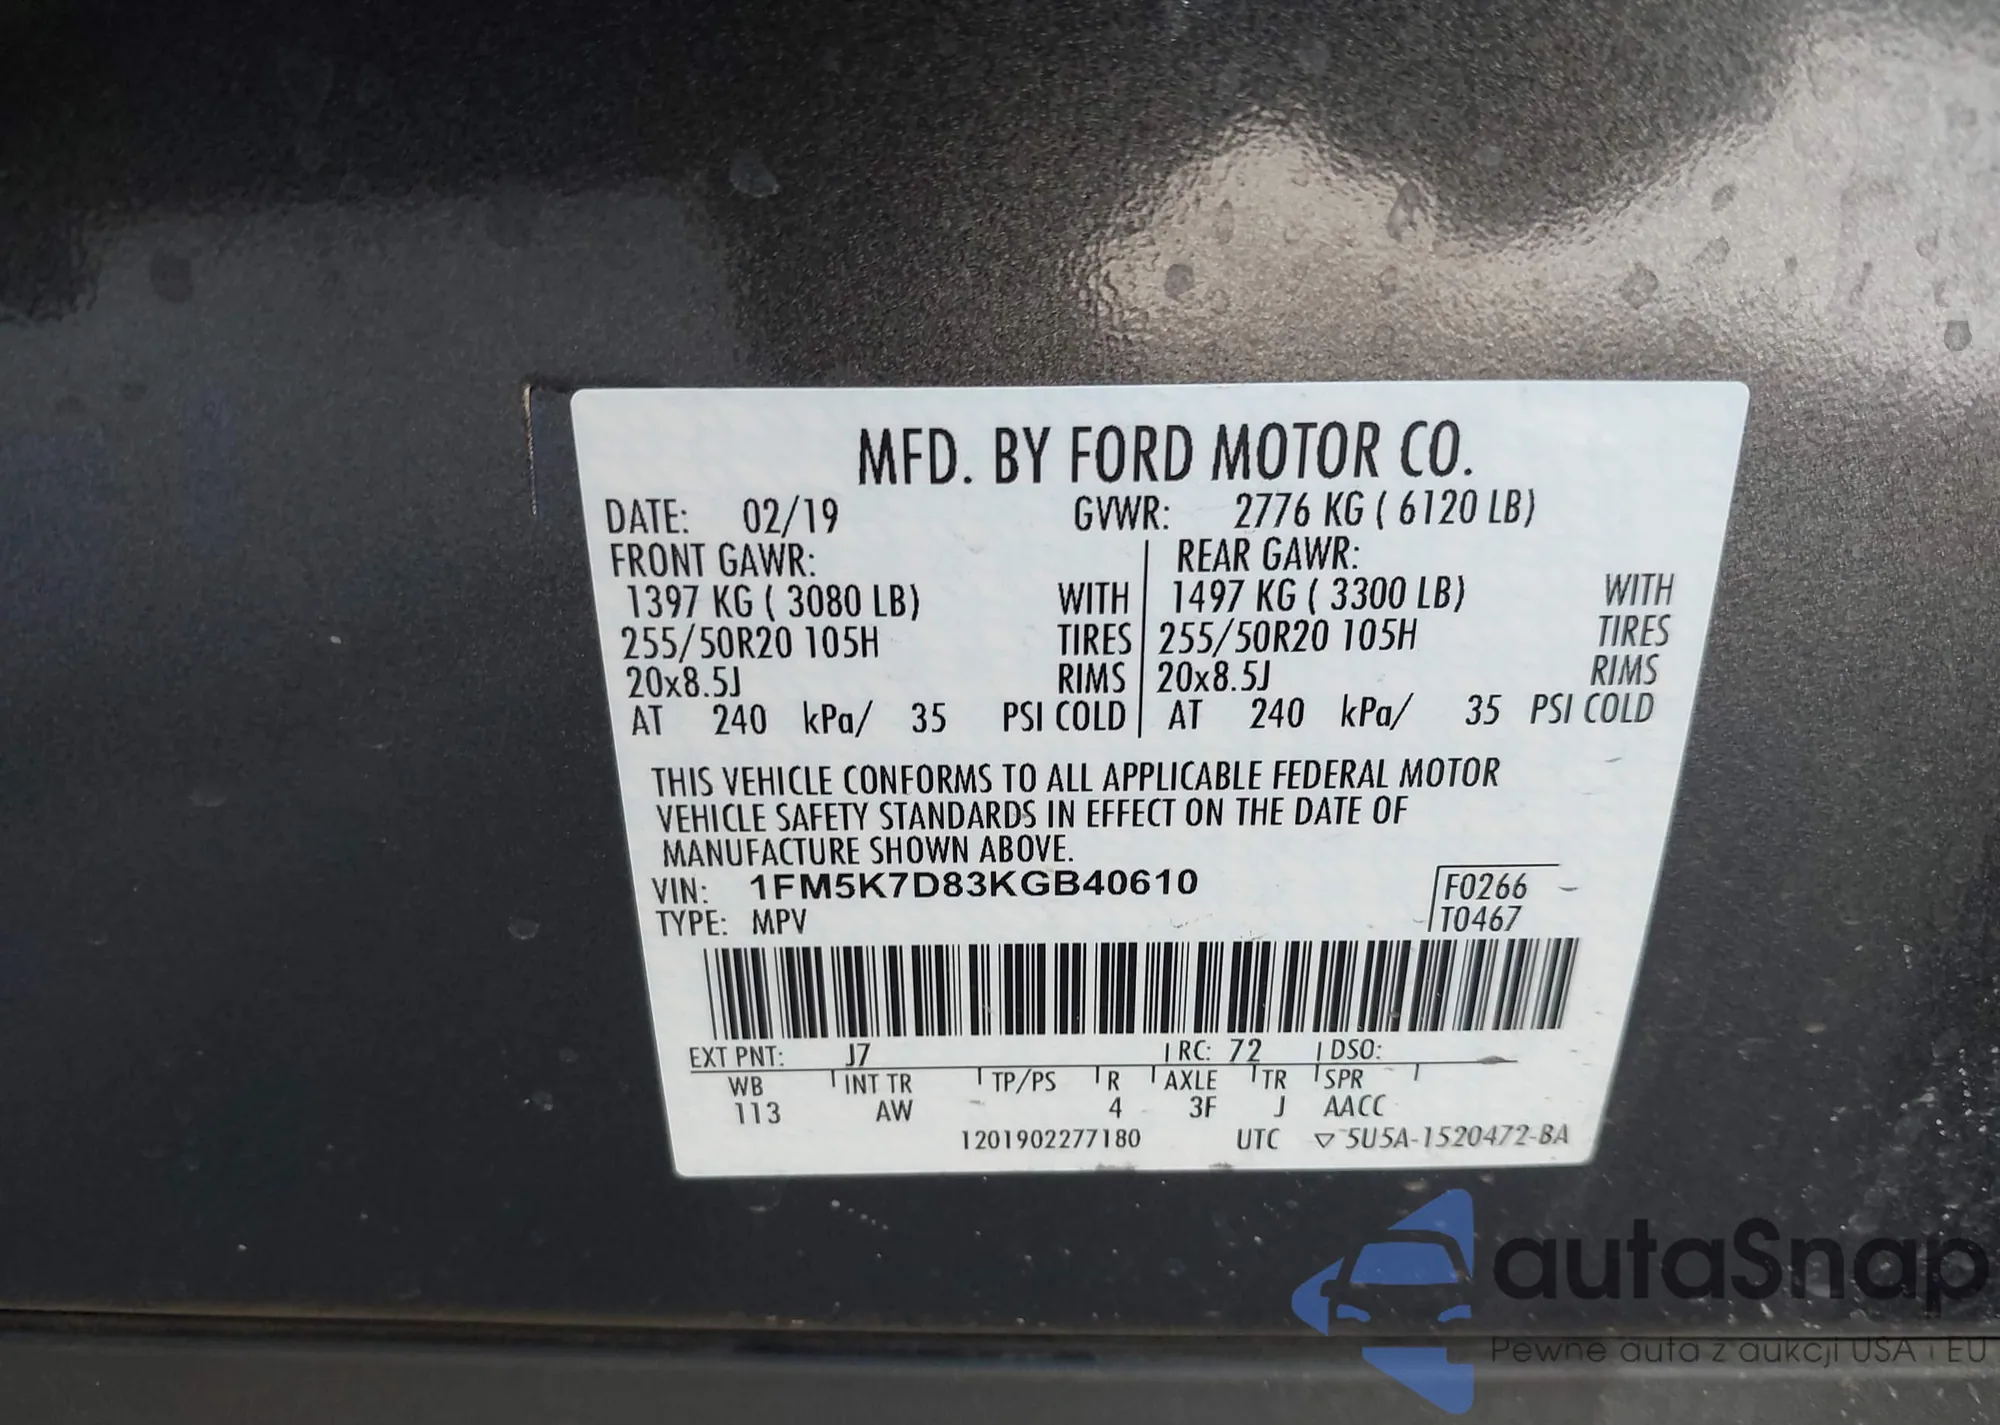 MFD. BY FORD MOTOR CO.
DATE: 02/19 GVWR: 2776 KG ( 6120 LB)
FRONT GAWR: REAR GAWR:
1397 KG ( 3080 LB) WITH 1497 KG ( 3300 LB) WITH
255/50R20 105H TIRES 255/50R20 105H TIRES
20x8.5J RIMS 20x8.5J RIMS
AT 240 kPa/ 35 PSI COLD AT 240 kPa/ 35 PSI COLD
THIS VEHICLE CONFORMS TO ALL APPLICABLE FEDERAL MOTOR
VEHICLE SAFETY STANDARDS IN EFFECT ON THE DATE OF
MANUFACTURE SHOWN ABOVE.
VIN: 1FM5K7D83KGB40610 F0266
TYPE: MPV T0467
EXT PNT: J7 RC: 72 DSO:
WB INT TR TP/PS R AXLE TR SPR
113 AW 4 3F J AACC
1201902277180 UTC ▽ 5U5A-1520472-BA
autaSnap
Pewne auta z aukcji USA i EU